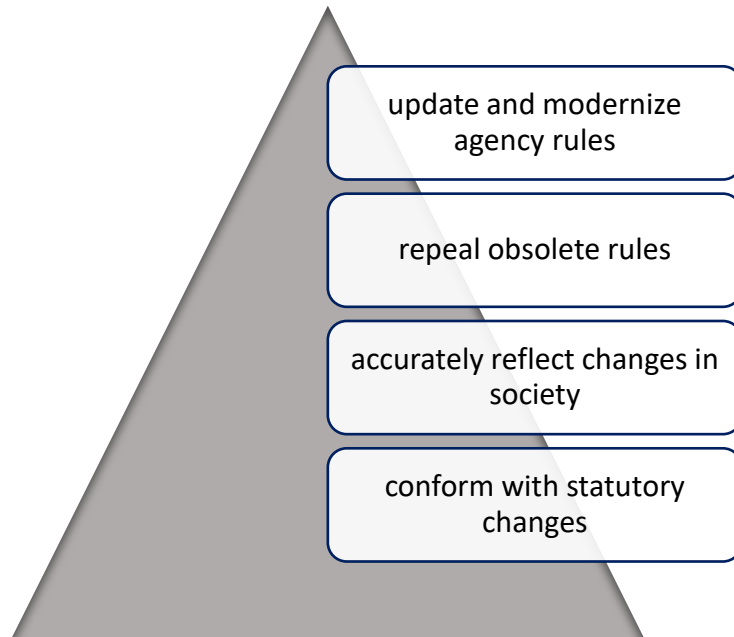 update and modernize
agency rules
repeal obsolete rules
accurately reflect changes in
society
conform with statutory
changes